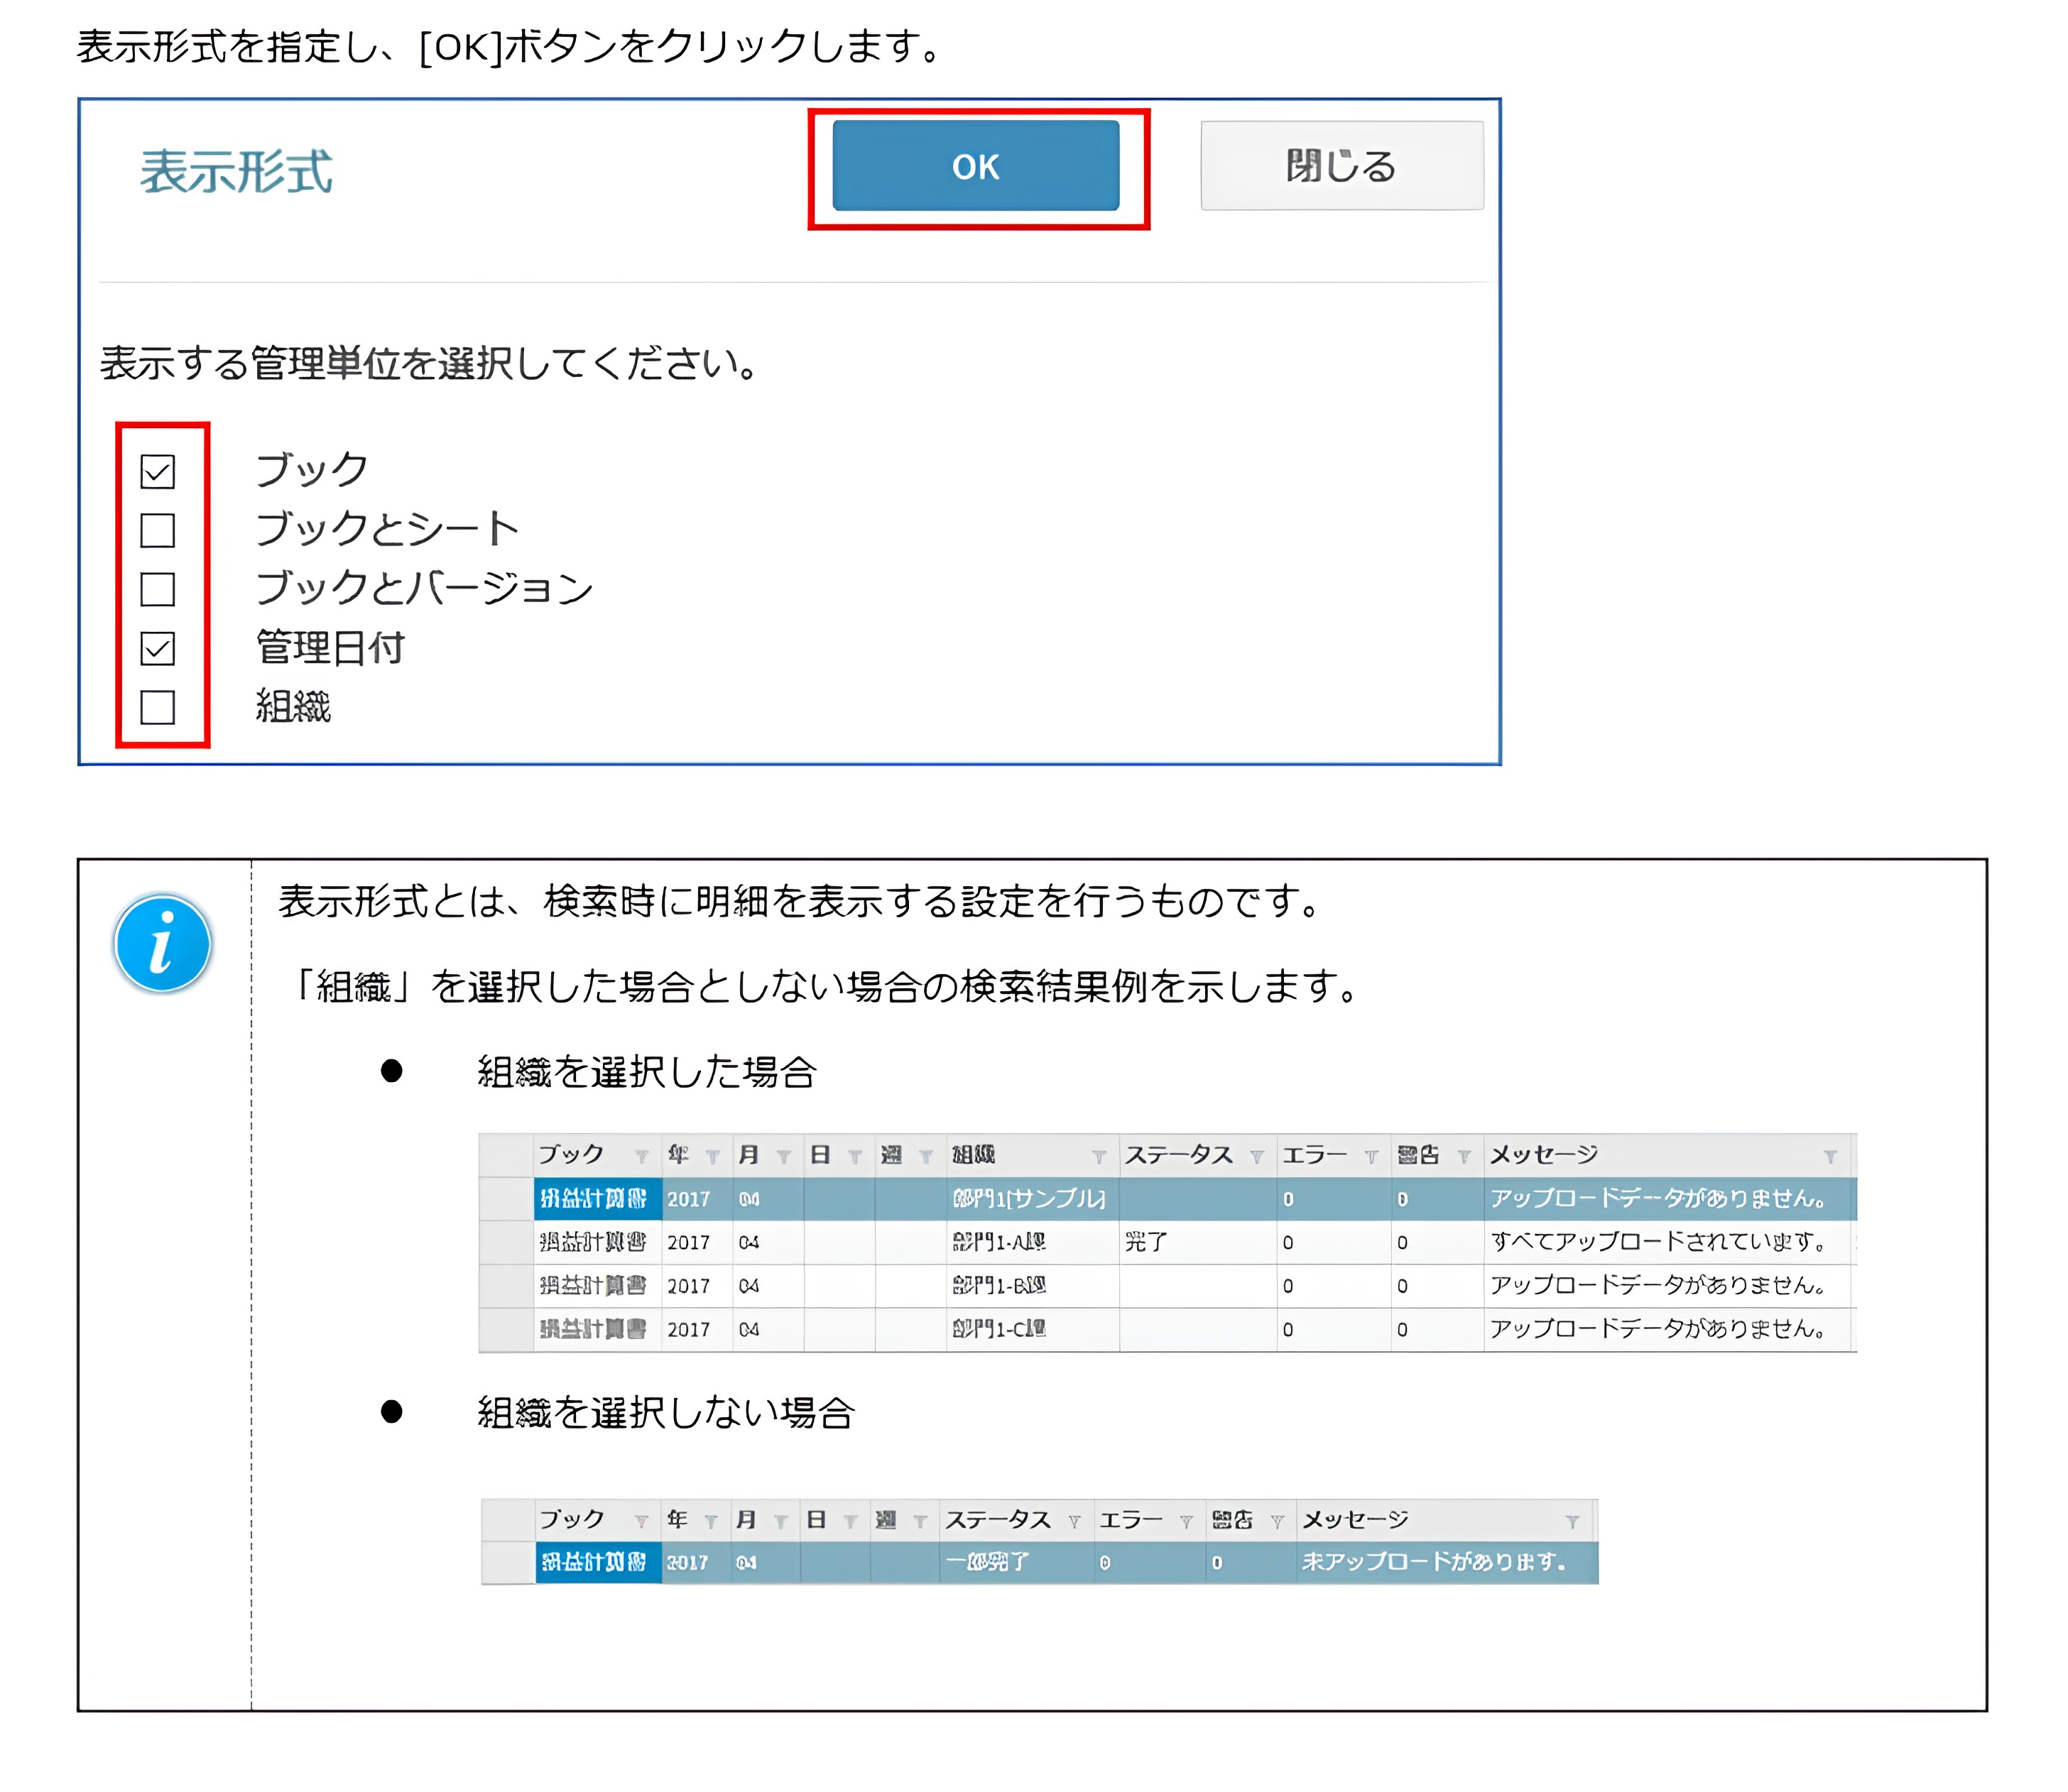 表示形式を指定し、[OK]ボタンをクリックします。
表示形式 OK 閉じる
表示する管理単位を選択してください。
ブック
ブックとシート
ブックとバージョン
管理日付
組織
表示形式とは、検索時に明細を表示する設定を行うものです。
「組織」を選択した場合としない場合の検索結果例を示します。
● 組織を選択した場合
ブック 年 月 日 週 組織 ステータス エラー 警告 メッセージ
損益計算書 2017 04 部門1[サンプル] 0 0 アップロードデータがありません。
損益計算書 2017 04 部門1-A課 完了 0 0 すべてアップロードされています。
損益計算書 2017 04 部門1-B課 0 0 アップロードデータがありません。
損益計算書 2017 04 部門1-C課 0 0 アップロードデータがありません。
● 組織を選択しない場合
ブック 年 月 日 週 ステータス エラー 警告 メッセージ
損益計算書 2017 04 一部完了 0 0 未アップロードがあります。